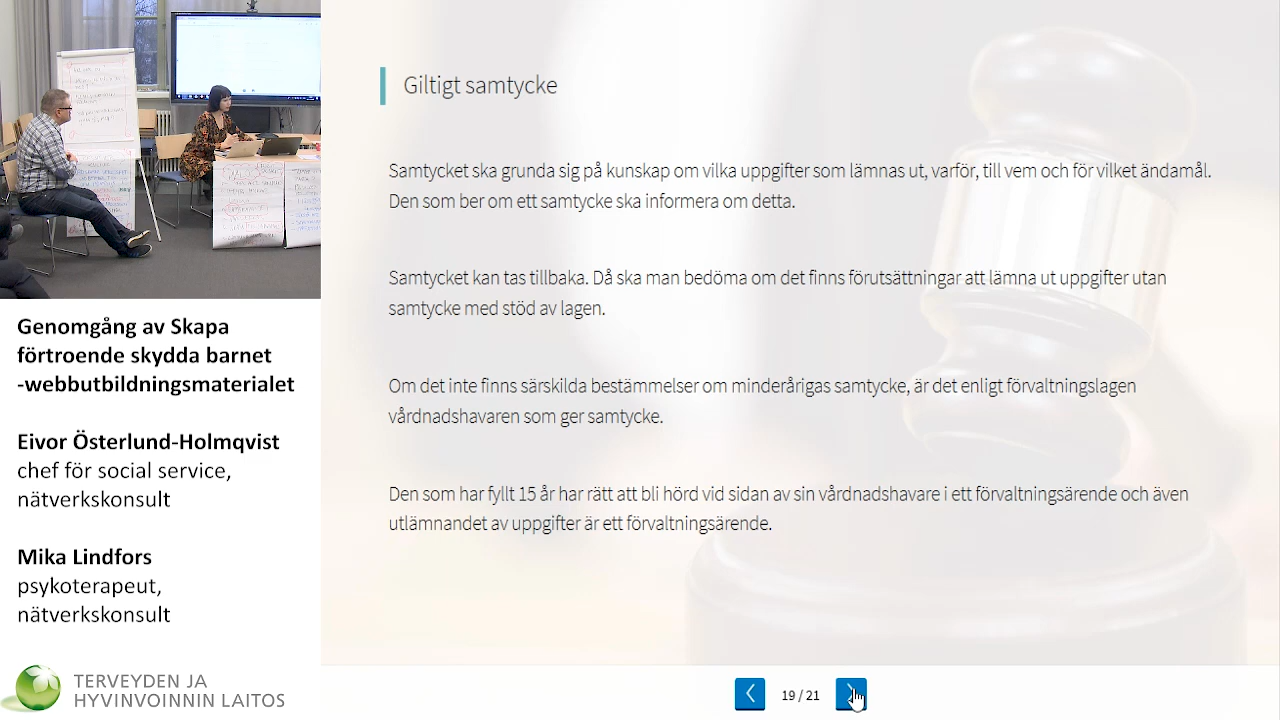 Genomgång av Skapa
förtroende skydda barnet
-webbutbildningsmaterialet
Eivor Österlund-Holmqvist
chef för social service,
nätverkskonsult
Mika Lindfors
psykoterapeut,
nätverkskonsult
TERVEYDEN JA
HYVINVOINNIN LAITOS
Giltigt samtycke
Samtycket ska grunda sig på kunskap om vilka uppgifter som lämnas ut, varför, till vem och för vilket ändamål.
Den som ber om ett samtycke ska informera om detta.
Samtycket kan tas tillbaka. Då ska man bedöma om det finns förutsättningar att lämna ut uppgifter utan
samtycke med stöd av lagen.
Om det inte finns särskilda bestämmelser om minderårigas samtycke, är det enligt förvaltningslagen
vårdnadshavaren som ger samtycke.
Den som har fyllt 15 år har rätt att bli hörd vid sidan av sin vårdnadshavare i ett förvaltningsärende och även
utlämnandet av uppgifter är ett förvaltningsärende.
19 / 21